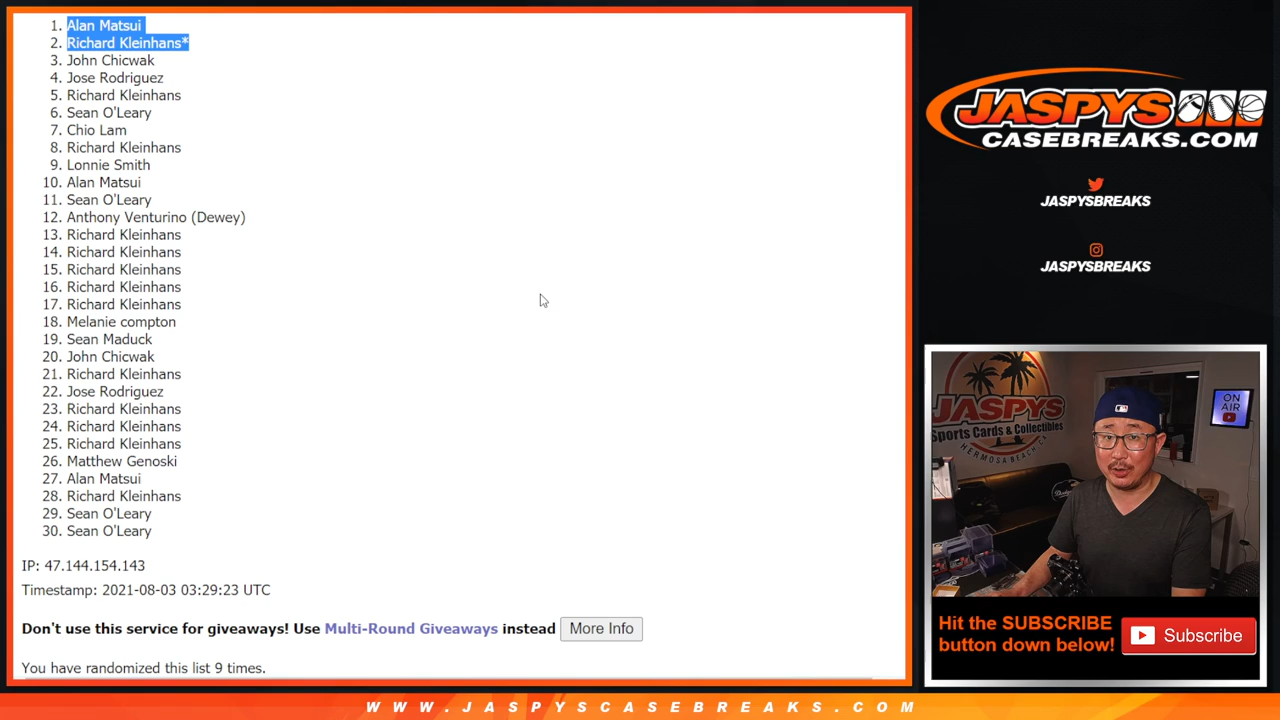 1. Alan Matsui
2. Richard Kleinhans*
3. John Chicwak
4. Jose Rodriguez
5. Richard Kleinhans
6. Sean O'Leary
7. Chio Lam
8. Richard Kleinhans
9. Lonnie Smith
10. Alan Matsui
11. Sean O'Leary
12. Anthony Venturino (Dewey)
13. Richard Kleinhans
14. Richard Kleinhans
15. Richard Kleinhans
16. Richard Kleinhans
17. Richard Kleinhans
18. Melanie compton
19. Sean Maduck
20. John Chicwak
21. Richard Kleinhans
22. Jose Rodriguez
23. Richard Kleinhans
24. Richard Kleinhans
25. Richard Kleinhans
26. Matthew Genoski
27. Alan Matsui
28. Richard Kleinhans
29. Sean O'Leary
30. Sean O'Leary
IP: 47.144.154.143
Timestamp: 2021-08-03 03:29:23 UTC
Don't use this service for giveaways! Use Multi-Round Giveaways instead More Info
You have randomized this list 9 times.
JASPYS
CASEBREAKS.COM
JASPYSBREAKS
JASPYSBREAKS
JASPYS
Sports Cards & Collectibles
HERMOSA BEACH CA
ON
AIR
Hit the SUBSCRIBE
button down below!
Subscribe
WWW.JASPYSCASEBREAKS.COM